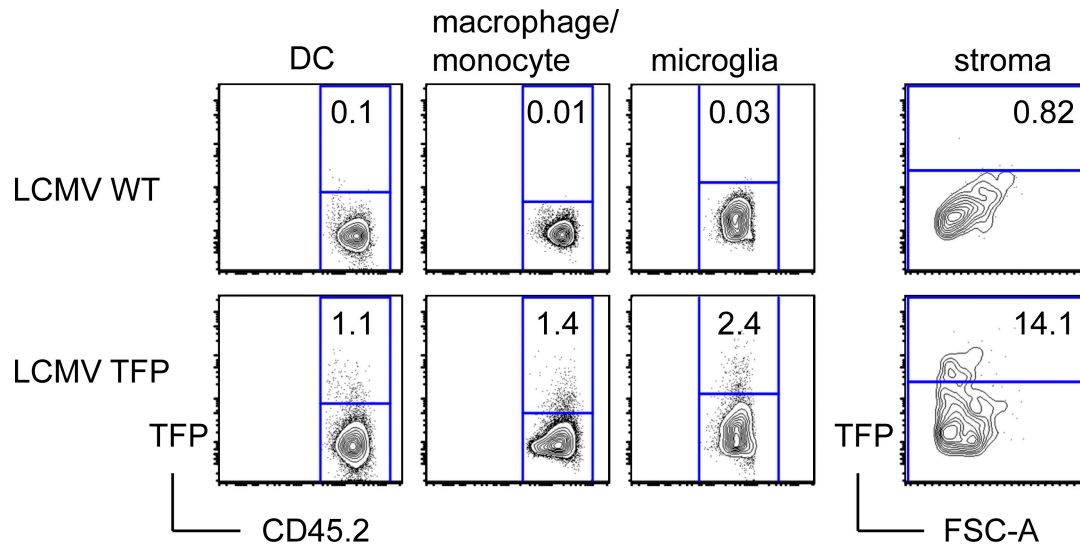 macrophage/
DC monocyte microglia stroma
0.1 0.01 0.03 0.82
LCMV WT
1.1 1.4 2.4 14.1
LCMV TFP
TFP TFP
CD45.2 FSC-A